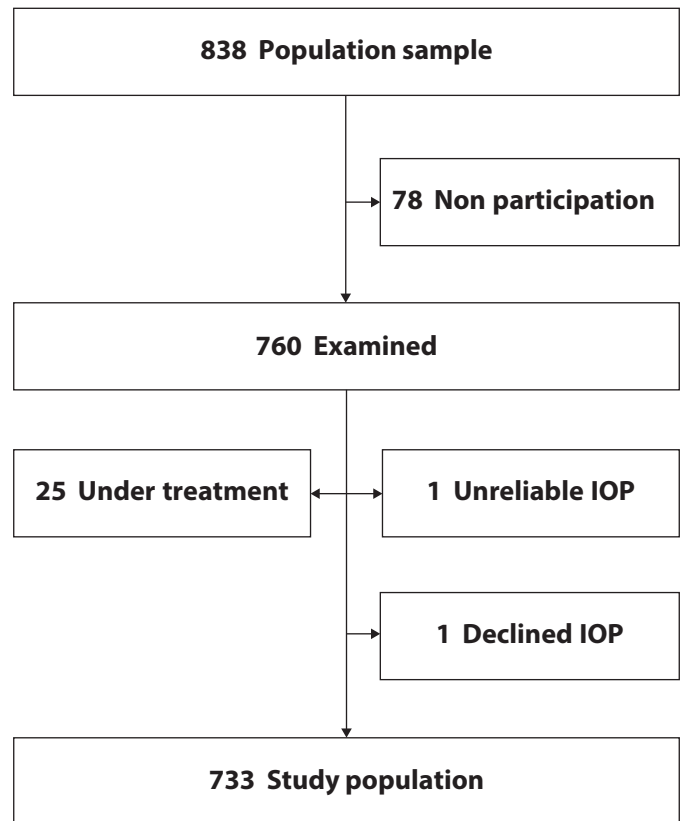 838 Population sample
78 Non participation
760 Examined
25 Under treatment
1 Unreliable IOP
1 Declined IOP
733 Study population